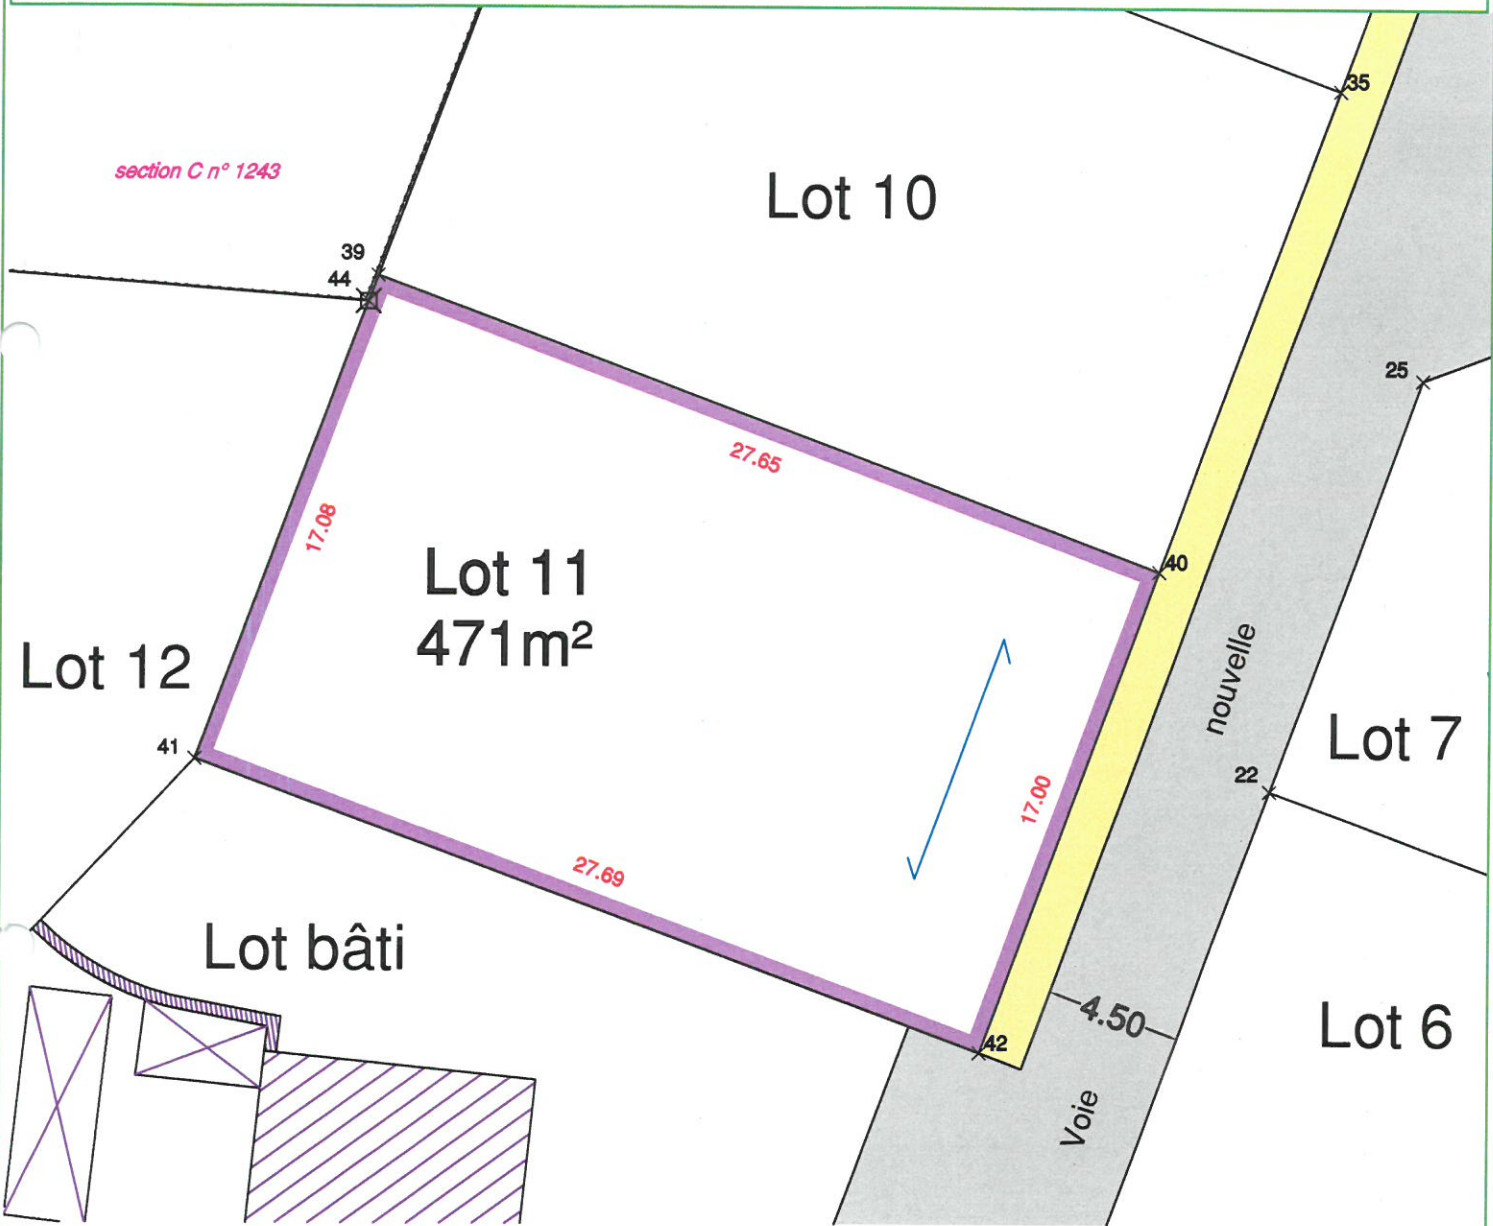 35
section C n° 1243
Lot 10
39
44
25
27.65
17.08
40
Lot 11
471m²
nouvelle
Lot 12
41
Lot 7
22
17.00
27.69
Lot bâti
4.50
Lot 6
42
Voie